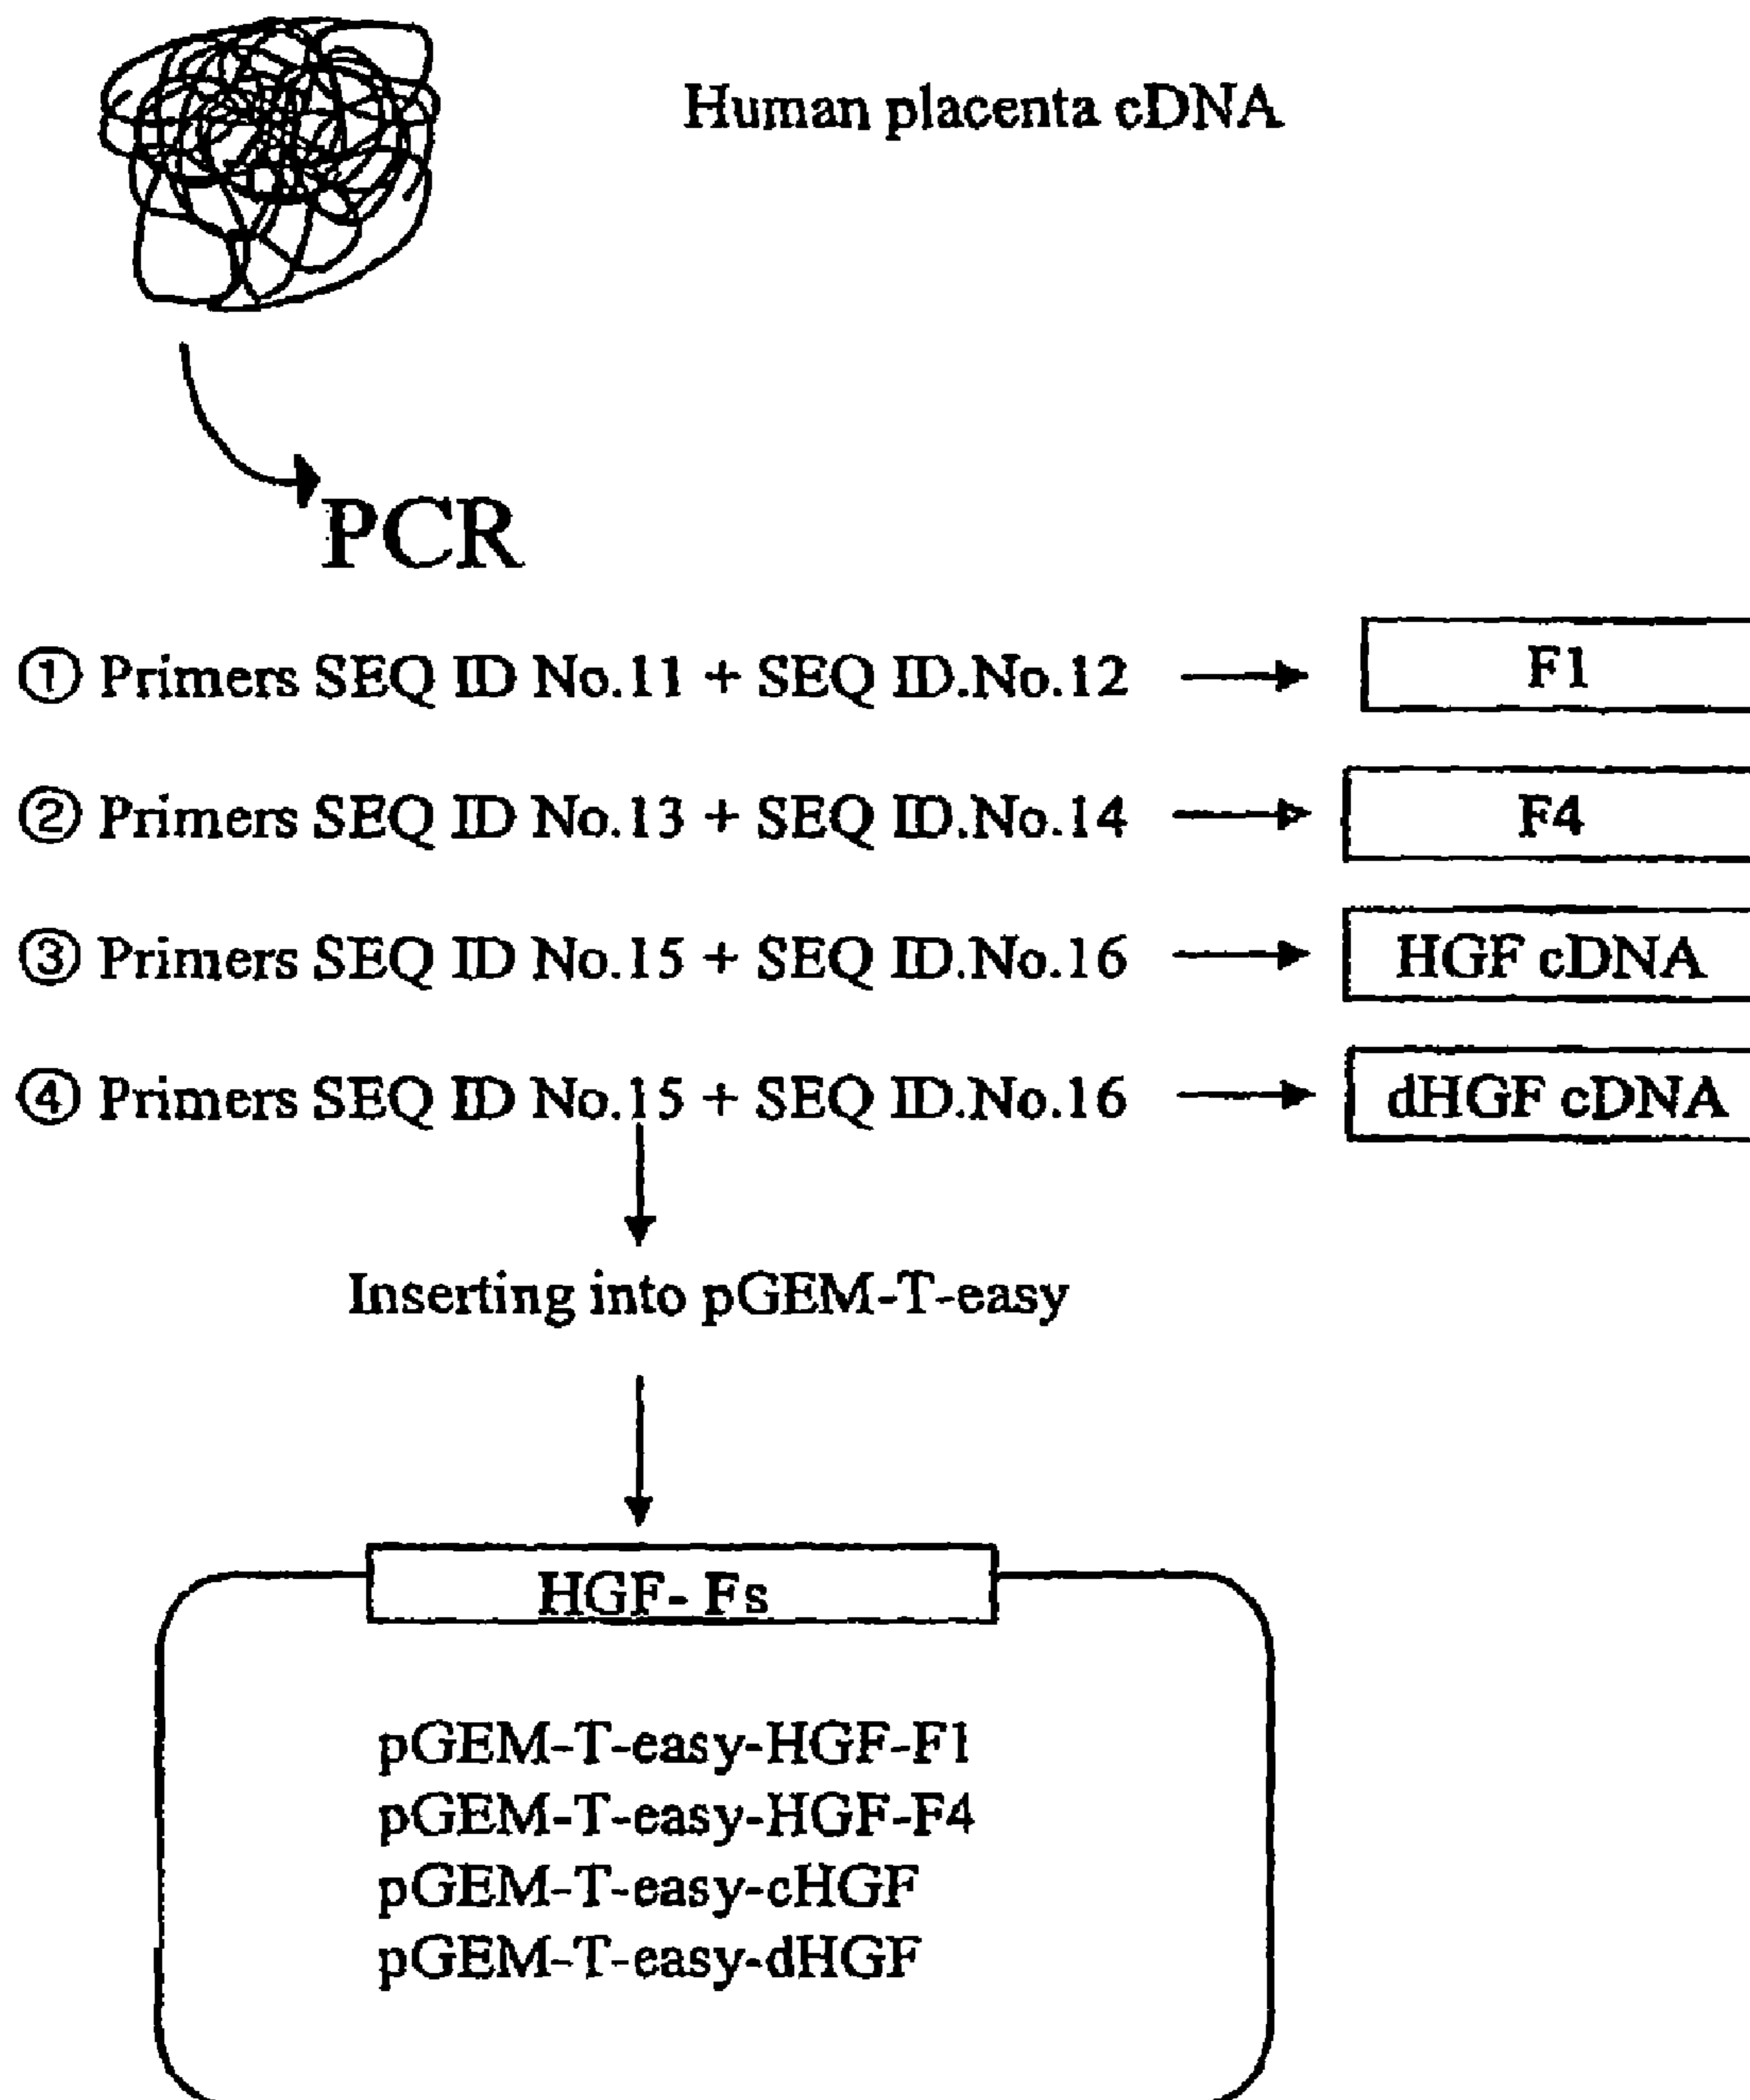 Human placenta cDNA
PCR
① Primers SEQ ID No.11 + SEQ ID.No.12 F1
② Primers SEQ ID No.13 + SEQ ID.No.14 F4
③ Primers SEQ ID No.15 + SEQ ID.No.16 HGF cDNA
④ Primers SEQ ID No.15 + SEQ ID.No.16 dHGF cDNA
Inserting into pGEM-T-easy
HGF- Fs
pGEM-T-easy-HGF-F1
pGEM-T-easy-HGF-F4
pGEM-T-easy-cHGF
pGEM-T-easy-dHGF